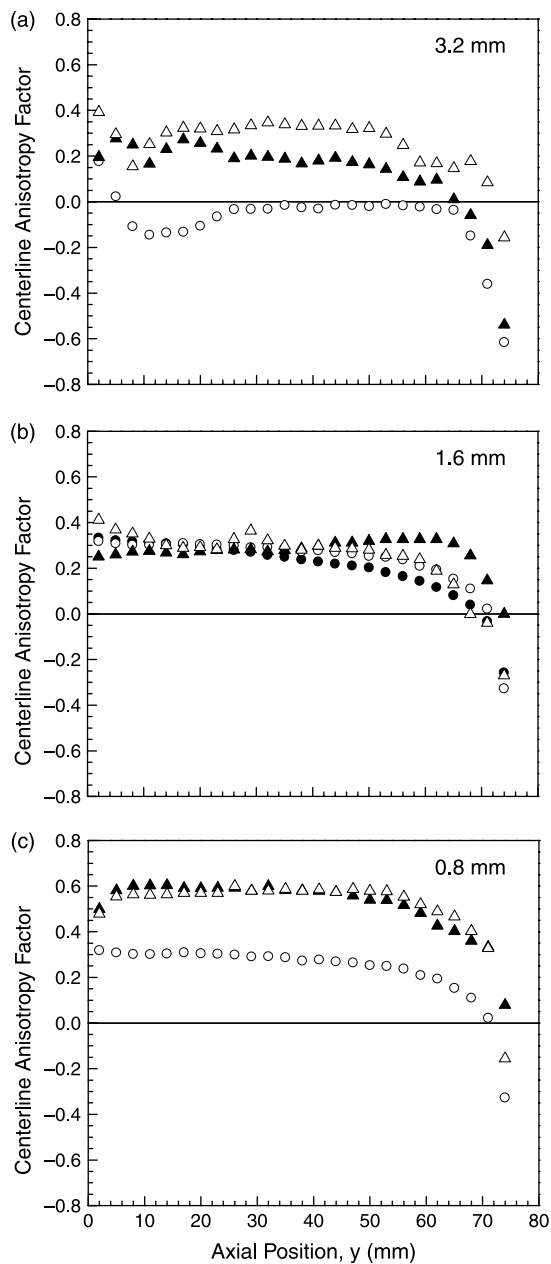 (a)
3.2 mm
Centerline Anisotropy Factor
0.8
0.6
0.4
0.2
0.0
−0.2
−0.4
−0.6
−0.8
(b)
1.6 mm
Centerline Anisotropy Factor
0.8
0.6
0.4
0.2
0.0
−0.2
−0.4
−0.6
−0.8
(c)
0.8 mm
Centerline Anisotropy Factor
0.8
0.6
0.4
0.2
0.0
−0.2
−0.4
−0.6
−0.8
0 10 20 30 40 50 60 70 80
Axial Position, y (mm)